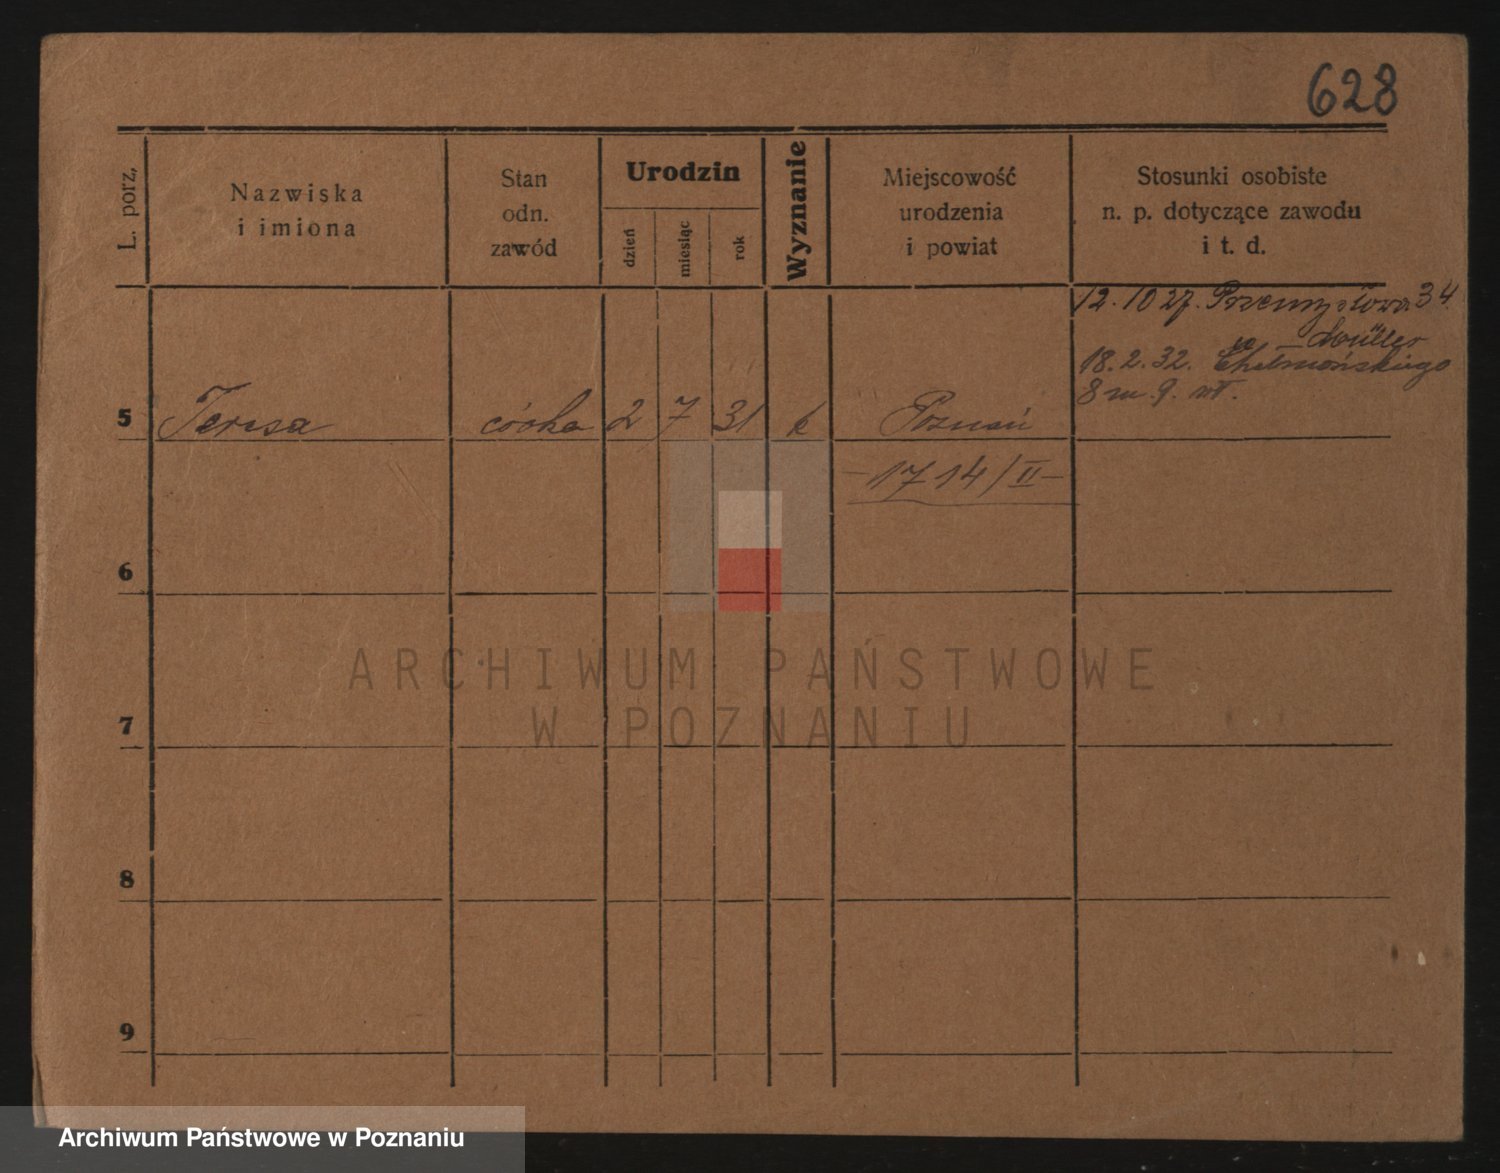 628
L. porz.
Nazwiska
i imiona
Stan
odn.
zawód
Urodzin
dzień
miesiąc
rok
Wyznanie
Miejscowość
urodzenia
i powiat
Stosunki osobiste
n. p. dotyczące zawodu
i t. d.
12.10 27. Przemysłowa 34.
Müller
18.2.32. Chełmońskiego
8 m. 9. wł.
5 Teresa córka 2 7 31 k Poznań
-1714/II-
6
7
8
9
ARCHIWUM PAŃSTWOWE
W POZNANIU
Archiwum Państwowe w Poznaniu